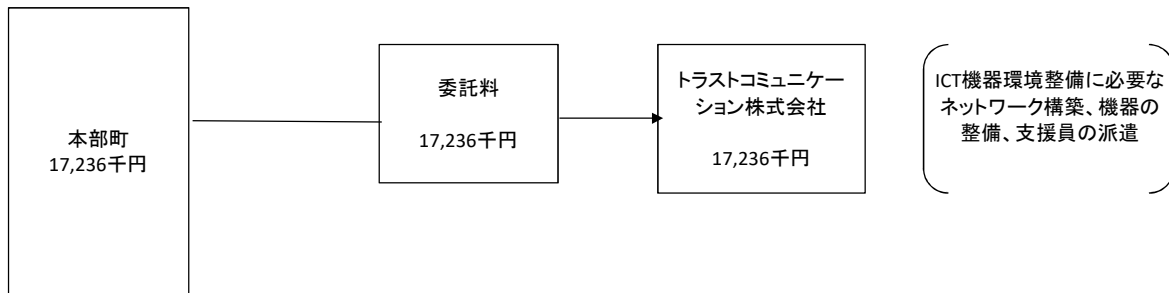 本部町
17,236千円
委託料
17,236千円
トラストコミュニケー
ション株式会社
17,236千円
ICT機器環境整備に必要な
ネットワーク構築、機器の
整備、支援員の派遣